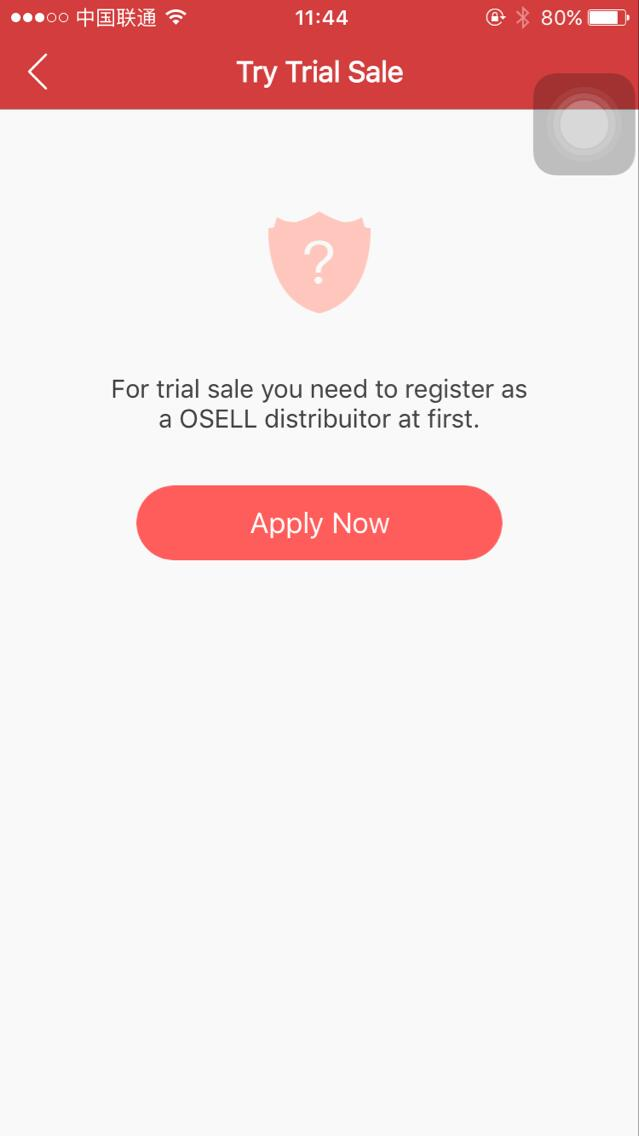 中国联通 11:44 80%
Try Trial Sale
?
For trial sale you need to register as
a OSELL distribuitor at first.
Apply Now